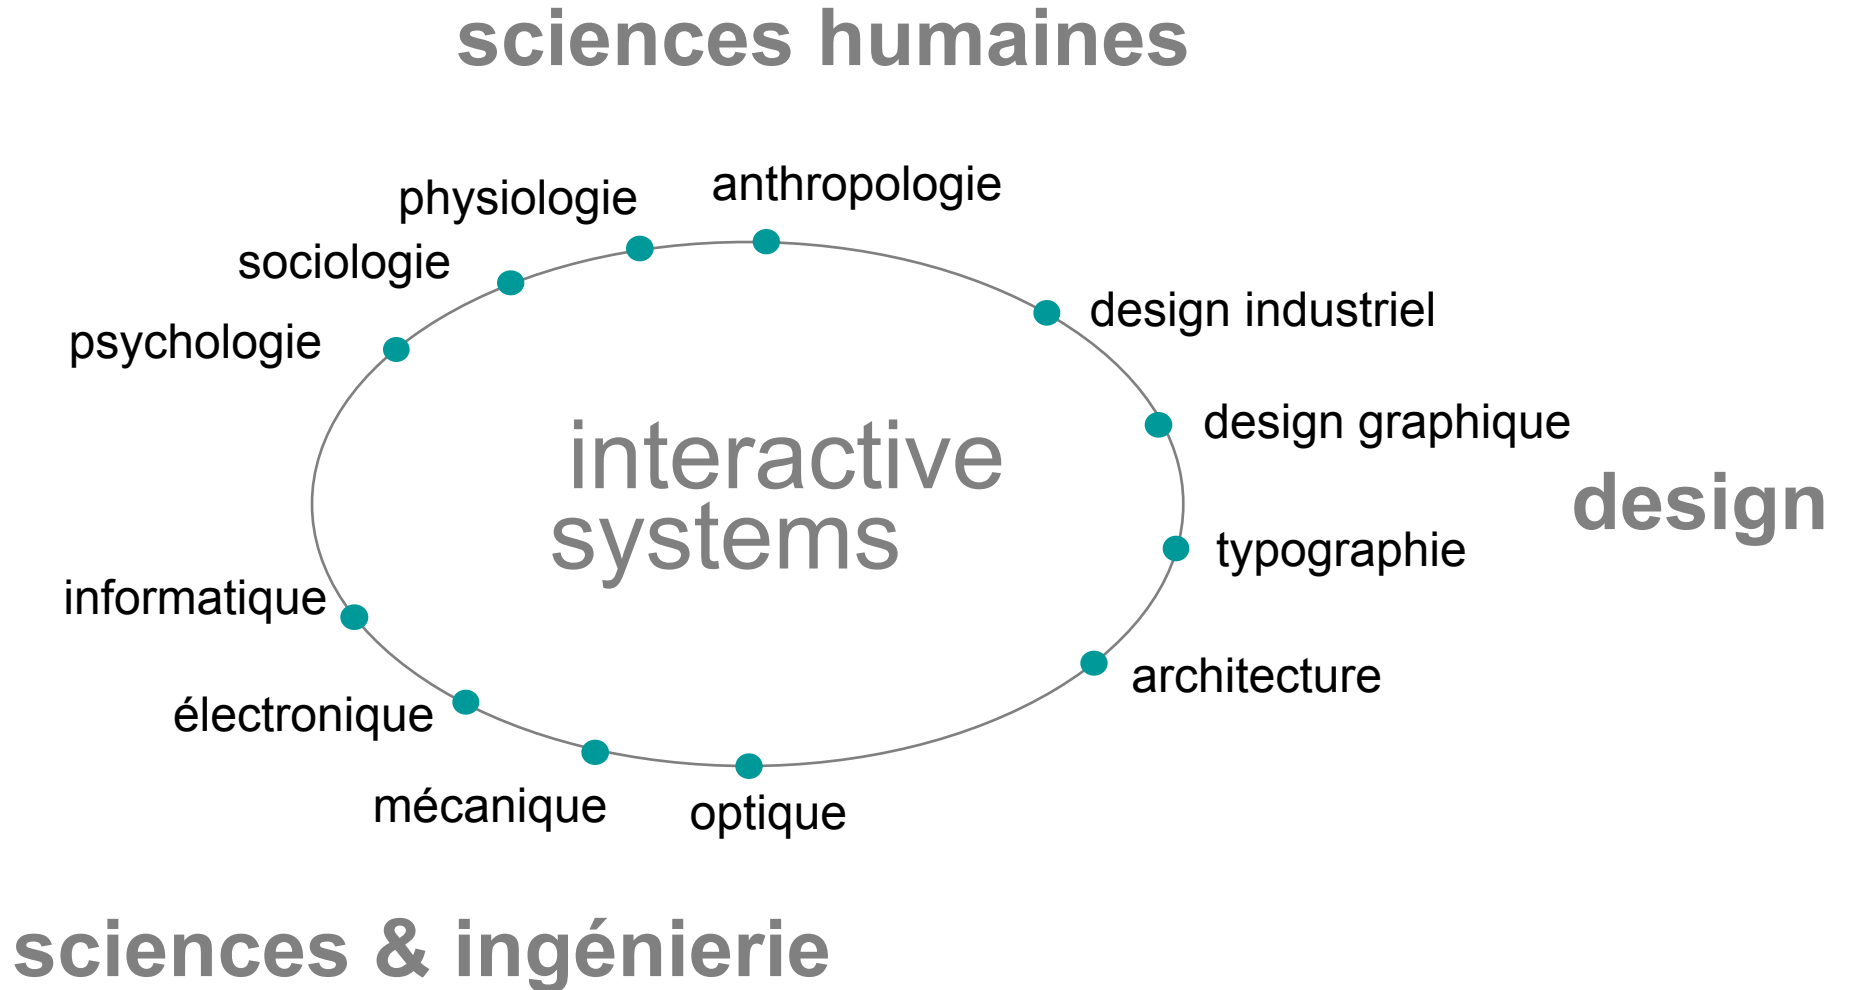 sciences humaines
anthropologie
physiologie
sociologie
psychologie
design industriel
design graphique
interactive
systems
design
typographie
informatique
architecture
électronique
mécanique
optique
sciences & ingénierie